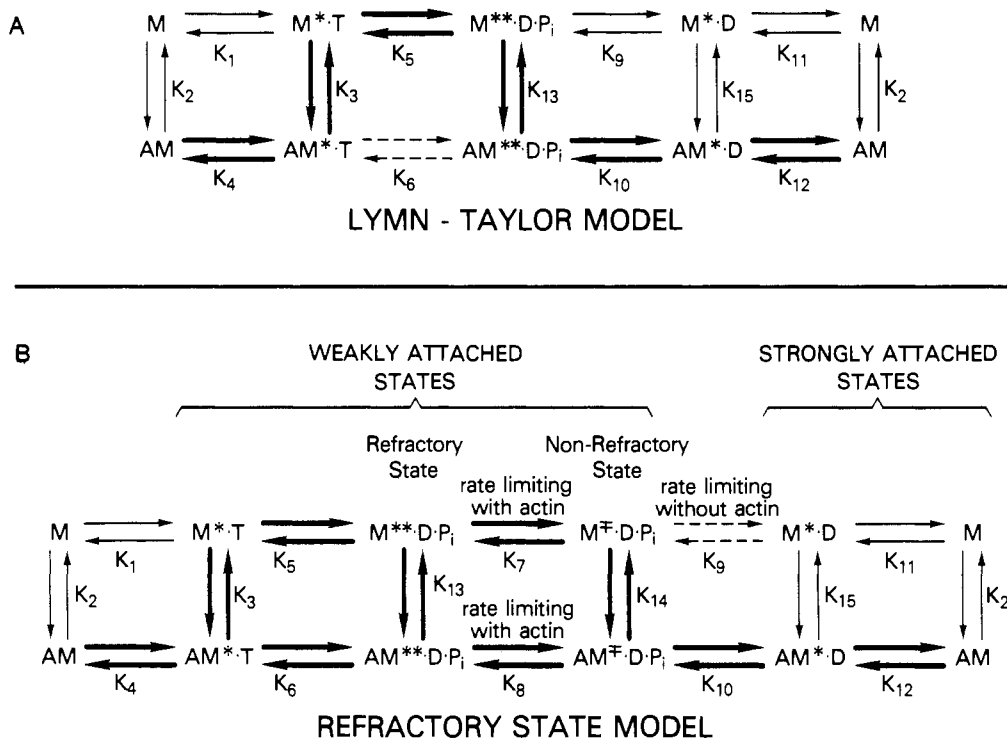 A
M M*·T M**·D·Pi M*·D M
K1 K5 K9 K11
K2 K3 K13 K15 K2
AM AM*·T AM**·D·Pi AM*·D AM
K4 K6 K10 K12
LYMN - TAYLOR MODEL
B
WEAKLY ATTACHED
STATES
STRONGLY ATTACHED
STATES
Refractory
State
Non-Refractory
State
rate limiting
with actin
rate limiting
without actin
M M*·T M**·D·Pi M∓·D·Pi M*·D M
K1 K5 K7 K9 K11
K2 K3 K13 K14 K15 K2
rate limiting
with actin
AM AM*·T AM**·D·Pi AM∓·D·Pi AM*·D AM
K4 K6 K8 K10 K12
REFRACTORY STATE MODEL